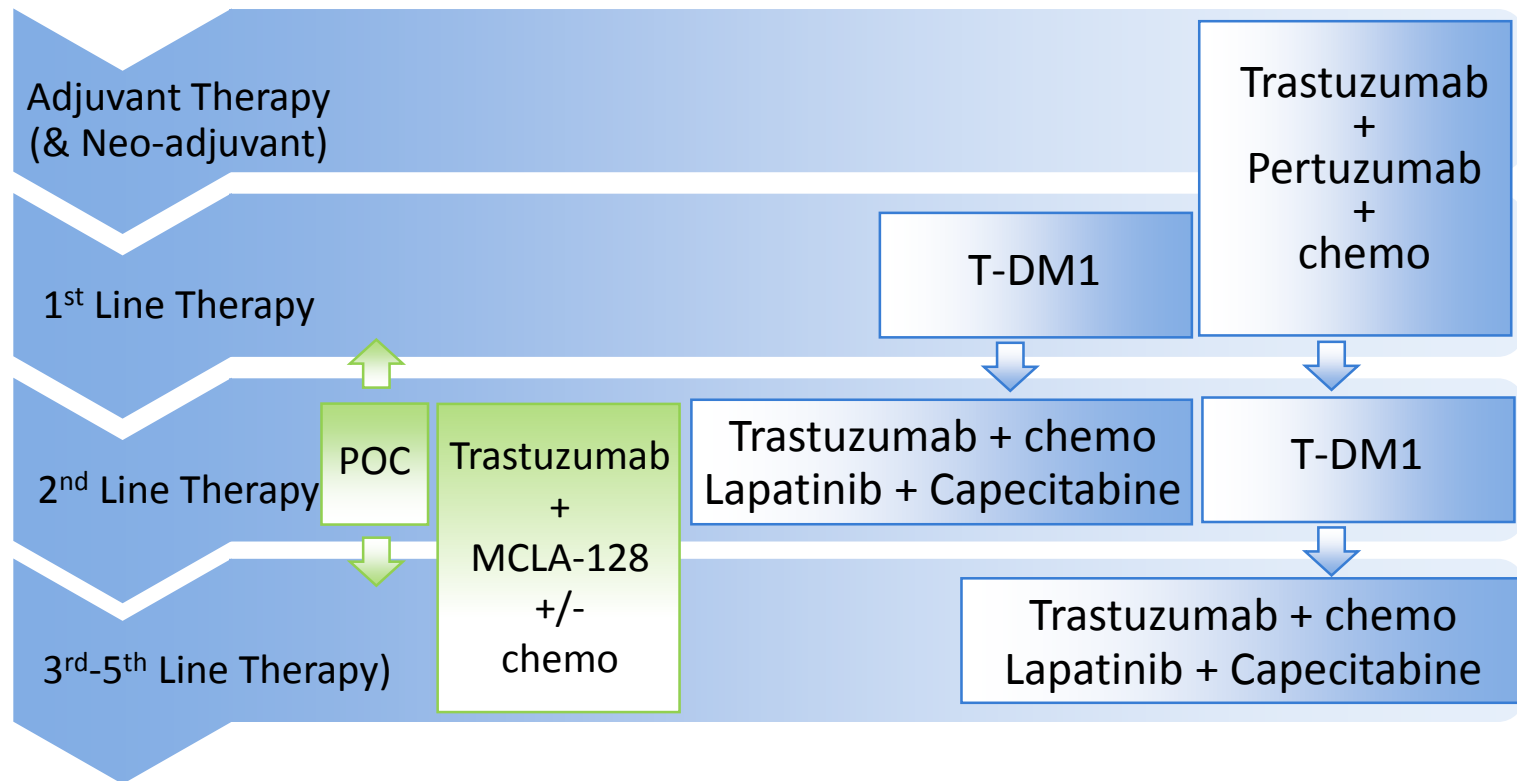 Adjuvant Therapy
(& Neo-adjuvant)
Trastuzumab
+
Pertuzumab
+
chemo
1st Line Therapy
T-DM1
2nd Line Therapy
POC
Trastuzumab
+
MCLA-128
+/-
chemo
Trastuzumab + chemo
Lapatinib + Capecitabine
T-DM1
3rd-5th Line Therapy)
Trastuzumab + chemo
Lapatinib + Capecitabine